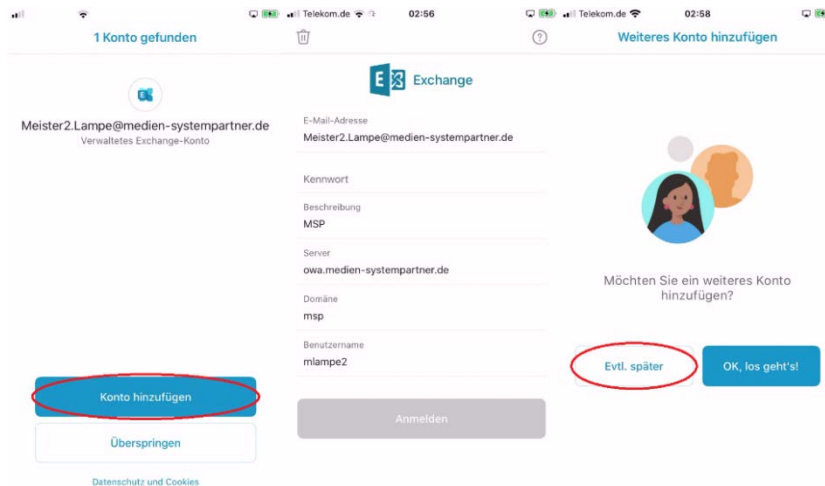 1 Konto gefunden
Meister2.Lampe@medien-systempartner.de
Verwaltetes Exchange-Konto
Konto hinzufügen
Überspringen
Datenschutz und Cookies
Telekom.de
02:56
E Exchange
E-Mail-Adresse
Meister2.Lampe@medien-systempartner.de
Kennwort
Beschreibung
MSP
Server
owa.medien-systempartner.de
Domäne
msp
Benutzername
mlampe2
Anmelden
Telekom.de
02:58
Weiteres Konto hinzufügen
Möchten Sie ein weiteres Konto
hinzufügen?
Evtl. später
OK, los geht's!